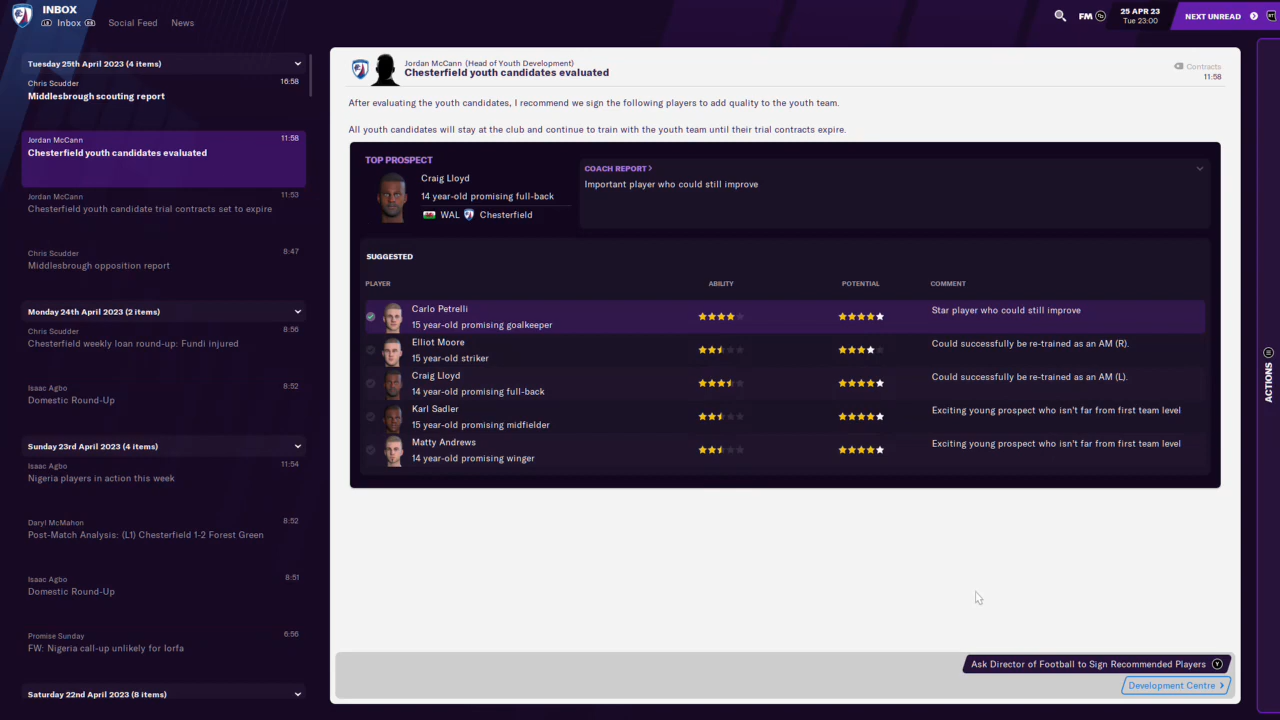 INBOX
Inbox
Social Feed
News
FM
25 APR 23
Tue 23:00
NEXT UNREAD
Tuesday 25th April 2023 (4 items)
Chris Scudder 16:58
Middlesbrough scouting report
Jordan McCann 11:58
Chesterfield youth candidates evaluated
Jordan McCann 11:53
Chesterfield youth candidate trial contracts set to expire
Chris Scudder 8:47
Middlesbrough opposition report
Monday 24th April 2023 (2 items)
Chris Scudder 8:56
Chesterfield weekly loan round-up: Fundi injured
Isaac Agbo 8:52
Domestic Round-Up
Sunday 23rd April 2023 (4 items)
Isaac Agbo 11:54
Nigeria players in action this week
Daryl McMahon 8:52
Post-Match Analysis: (L1) Chesterfield 1-2 Forest Green
Isaac Agbo 8:51
Domestic Round-Up
Promise Sunday 6:56
FW: Nigeria call-up unlikely for Iorfa
Saturday 22nd April 2023 (8 items)
Jordan McCann (Head of Youth Development)
Chesterfield youth candidates evaluated
Contracts
11:58
After evaluating the youth candidates, I recommend we sign the following players to add quality to the youth team.
All youth candidates will stay at the club and continue to train with the youth team until their trial contracts expire.
TOP PROSPECT
Craig Lloyd
14 year-old promising full-back
WAL Chesterfield
COACH REPORT
Important player who could still improve
SUGGESTED
PLAYER ABILITY POTENTIAL COMMENT
Carlo Petrelli
15 year-old promising goalkeeper
Star player who could still improve
Elliot Moore
15 year-old striker
Could successfully be re-trained as an AM (R).
Craig Lloyd
14 year-old promising full-back
Could successfully be re-trained as an AM (L).
Karl Sadler
15 year-old promising midfielder
Exciting young prospect who isn't far from first team level
Matty Andrews
14 year-old promising winger
Exciting young prospect who isn't far from first team level
Ask Director of Football to Sign Recommended Players Y
Development Centre
ACTIONS